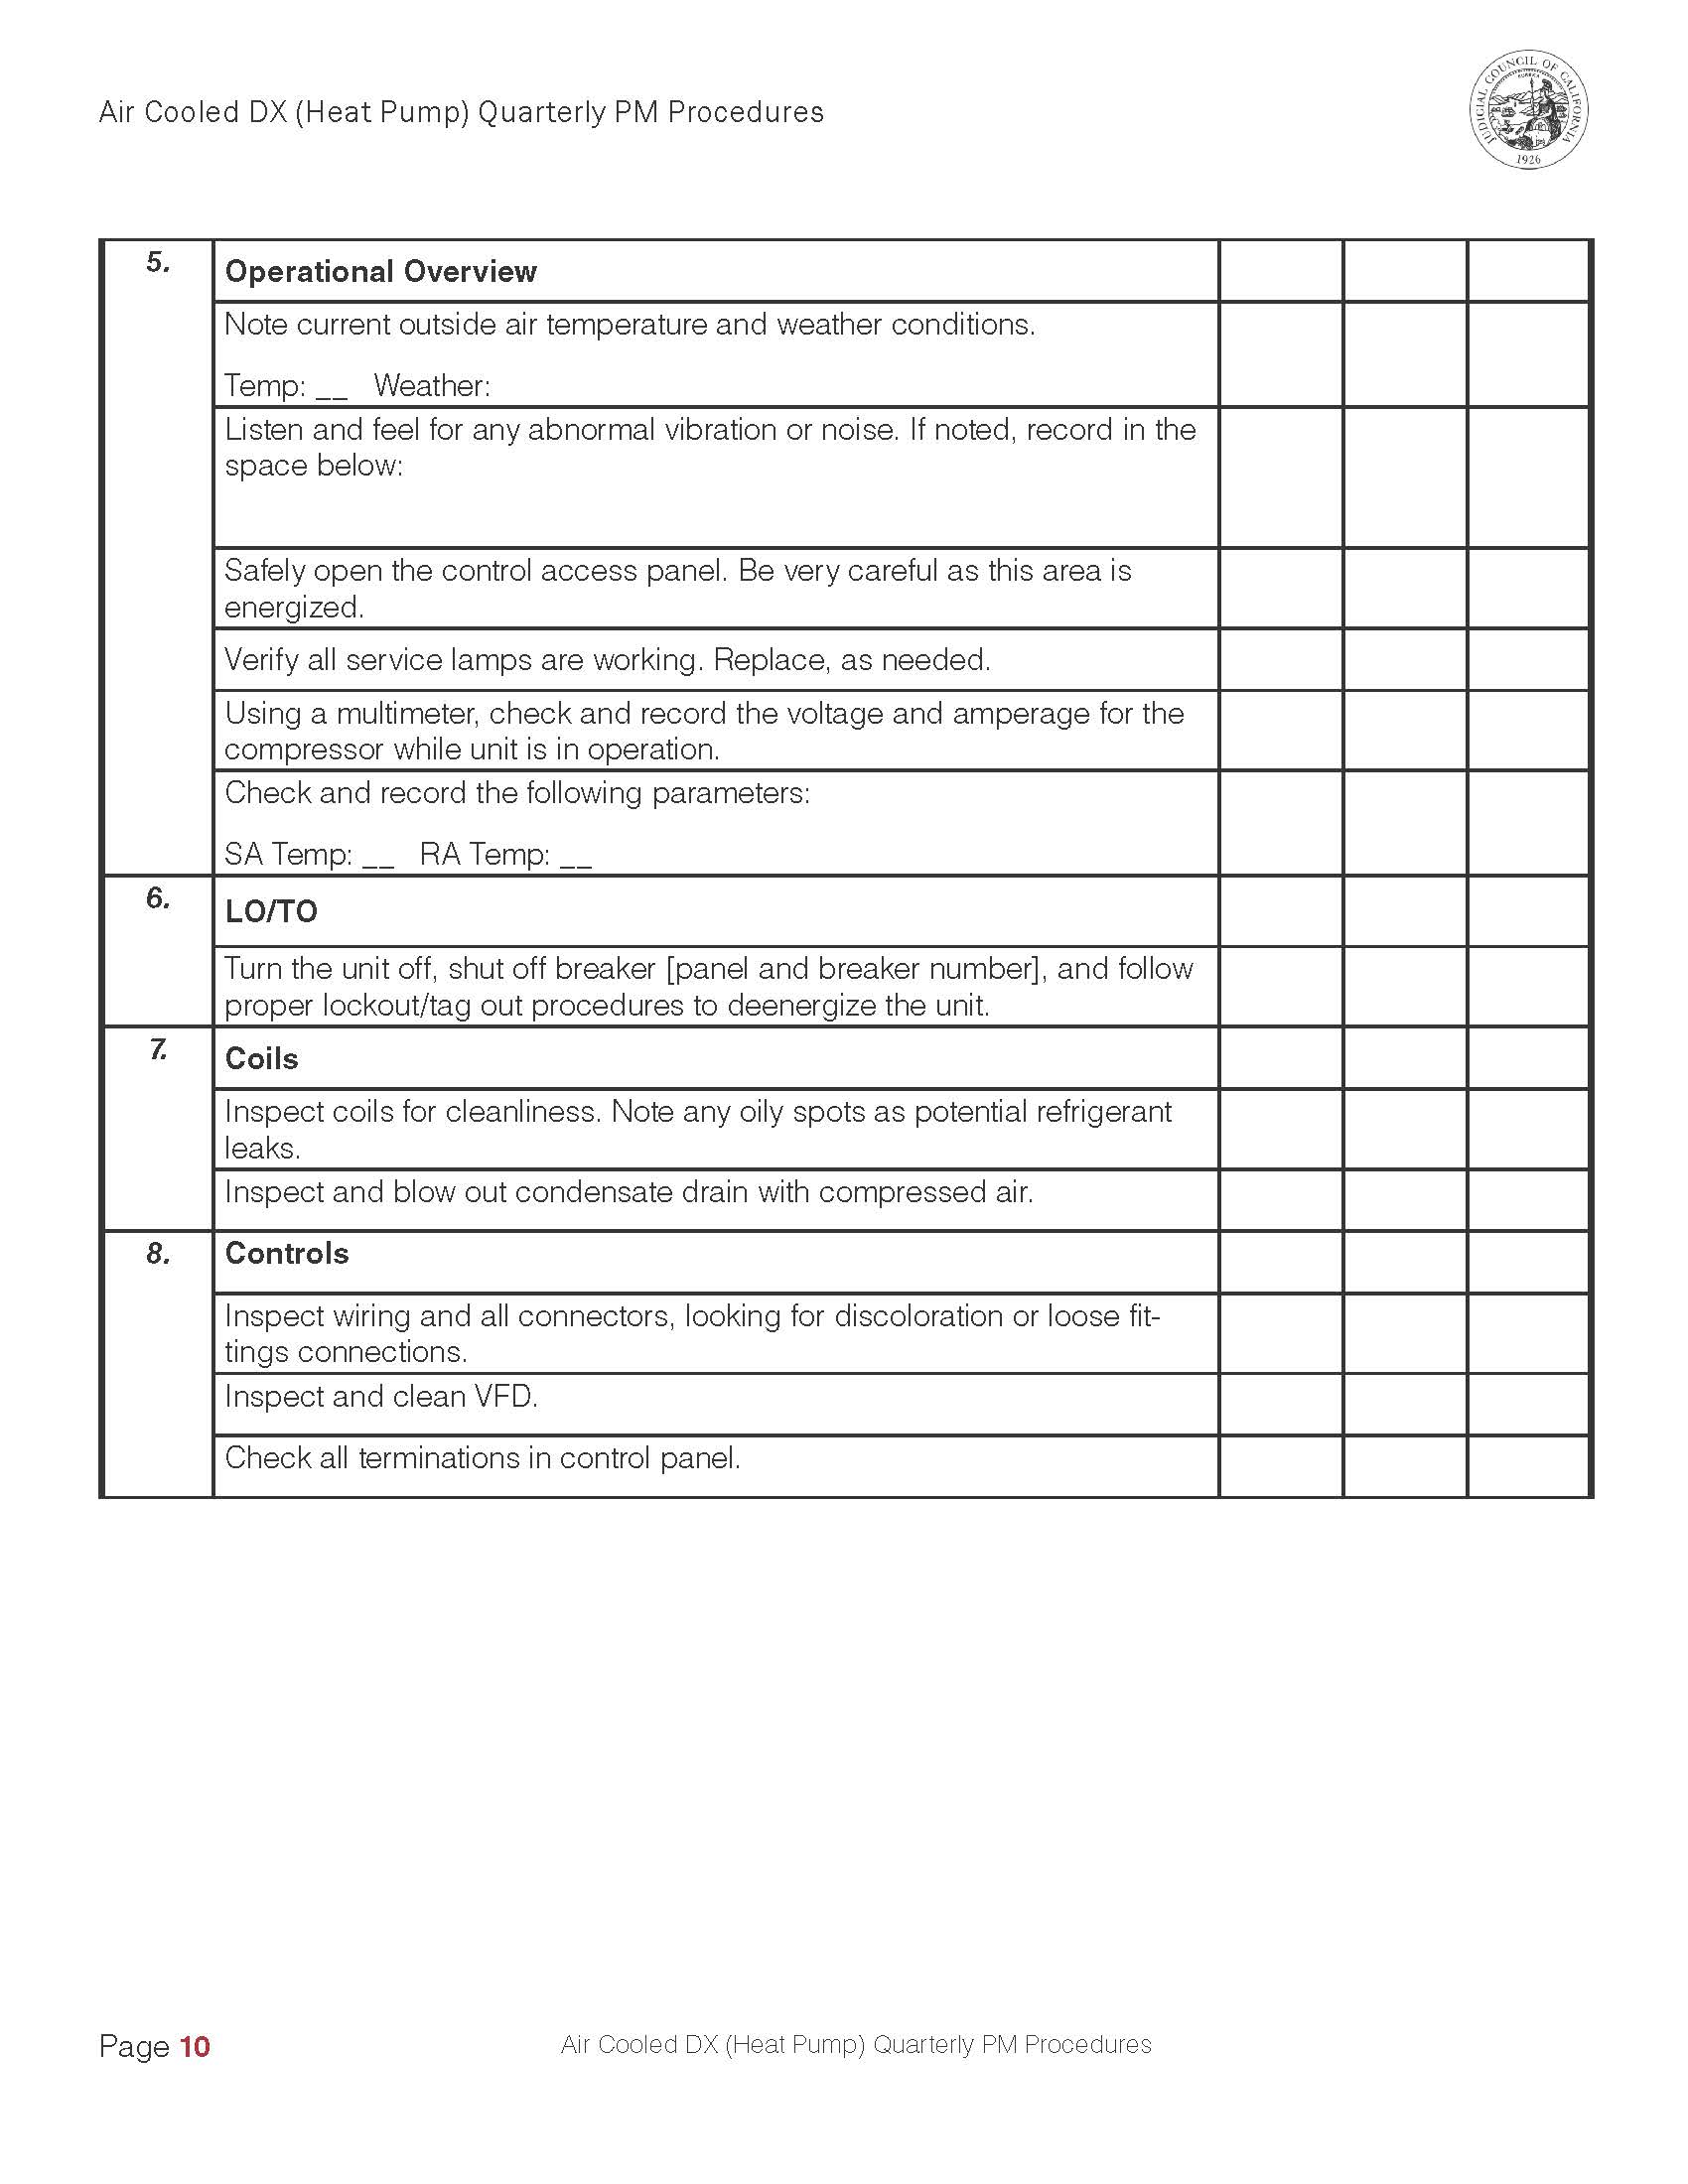 Air Cooled DX (Heat Pump) Quarterly PM Procedures
JUDICIAL COUNCIL OF CALIFORNIA
1926
5.
Operational Overview
Note current outside air temperature and weather conditions.
Temp: __ Weather:
Listen and feel for any abnormal vibration or noise. If noted, record in the
space below:
Safely open the control access panel. Be very careful as this area is
energized.
Verify all service lamps are working. Replace, as needed.
Using a multimeter, check and record the voltage and amperage for the
compressor while unit is in operation.
Check and record the following parameters:
SA Temp: __ RA Temp: __
6.
LO/TO
Turn the unit off, shut off breaker [panel and breaker number], and follow
proper lockout/tag out procedures to deenergize the unit.
7.
Coils
Inspect coils for cleanliness. Note any oily spots as potential refrigerant
leaks.
Inspect and blow out condensate drain with compressed air.
8.
Controls
Inspect wiring and all connectors, looking for discoloration or loose fit-
tings connections.
Inspect and clean VFD.
Check all terminations in control panel.
Page 10
Air Cooled DX (Heat Pump) Quarterly PM Procedures